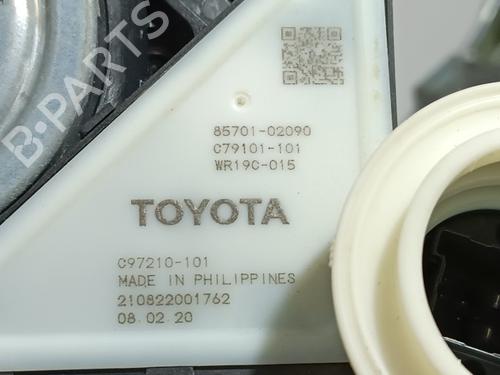 B-PARTS
85701-02090
C79101-101
WR19C-015
TOYOTA
C97210-101
MADE IN PHILIPPINES
210822001762
08.02.20